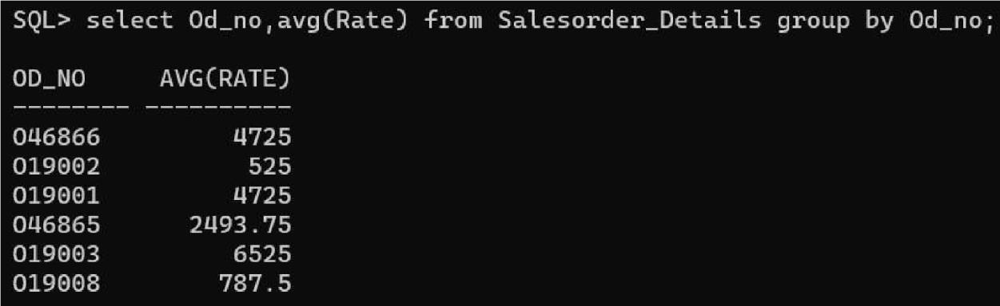 SQL> select Od_no,avg(Rate) from Salesorder_Details group by Od_no;
OD_NO     AVG(RATE)
-------- ----------
O46866         4725
O19002          525
O19001         4725
O46865      2493.75
O19003         6525
O19008        787.5